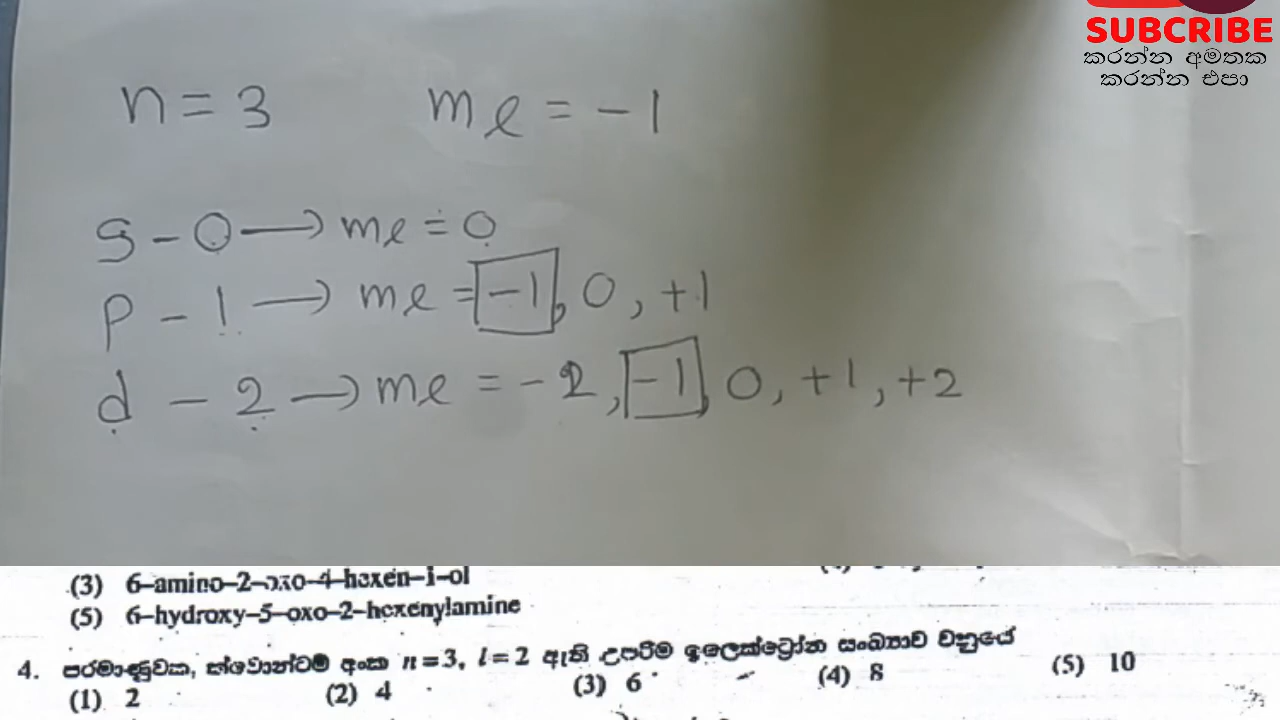 SUBCRIBE
කරන්න අමතක
කරන්න එපා
n = 3 mℓ = -1
S - 0 → mℓ = 0
p - 1 → mℓ = -1, 0, +1
d - 2 → mℓ = -2, -1, 0, +1, +2
(3) 6–amino–2–oxo–4–hexen–1–ol
(5) 6–hydroxy–5–oxo–2–hexenylamine
4. පරමාණුවක, ක්වොන්ටම් අංක n=3, l=2 ඇති උපරිම ඉලෙක්ට්‍රෝන සංඛ්‍යාව වනුයේ
(1) 2 (2) 4 (3) 6 (4) 8 (5) 10